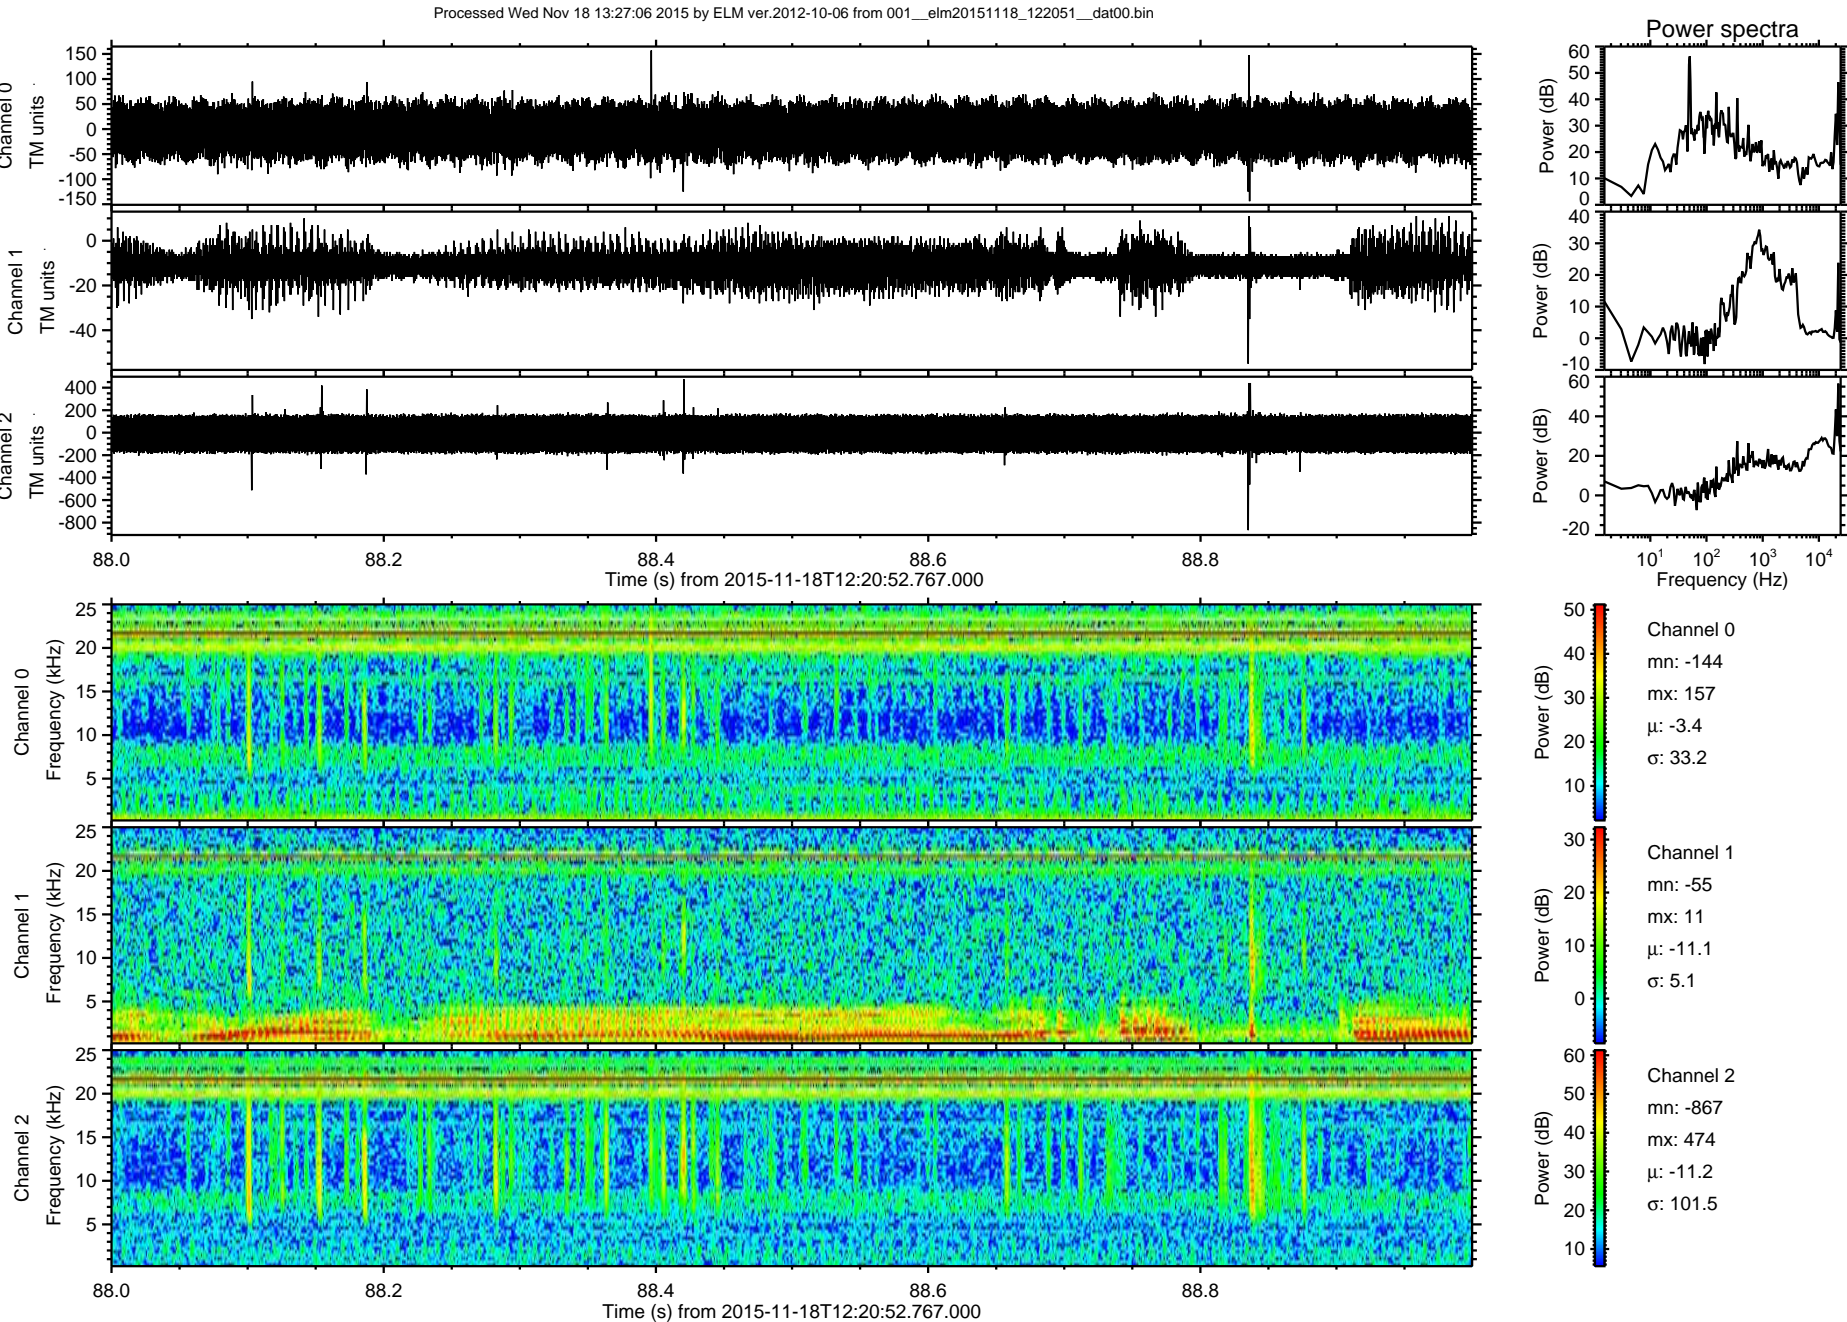 Processed Wed Nov 18 13:27:06 2015 by ELM ver.2012-10-06 from 001__elm20151118_122051__dat00.bin
Power spectra
Channel 0
TM units
150
100
50
0
-50
-100
-150
Power (dB)
60
50
40
30
20
10
0
Channel 1
TM units
0
-20
-40
Power (dB)
40
30
20
10
0
-10
Channel 2
TM units
400
200
0
-200
-400
-600
-800
Power (dB)
60
40
20
0
-20
88.0 88.2 88.4 88.6 88.8
Time (s) from 2015-11-18T12:20:52.767.000
10¹ 10² 10³ 10⁴
Frequency (Hz)
Channel 0
Frequency (kHz)
25
20
15
10
5
Power (dB)
50
40
30
20
10
Channel 0
mn: -144
mx: 157
μ: -3.4
σ: 33.2
Channel 1
Frequency (kHz)
25
20
15
10
5
Power (dB)
30
20
10
0
Channel 1
mn: -55
mx: 11
μ: -11.1
σ: 5.1
Channel 2
Frequency (kHz)
25
20
15
10
5
Power (dB)
60
50
40
30
20
10
Channel 2
mn: -867
mx: 474
μ: -11.2
σ: 101.5
88.0 88.2 88.4 88.6 88.8
Time (s) from 2015-11-18T12:20:52.767.000